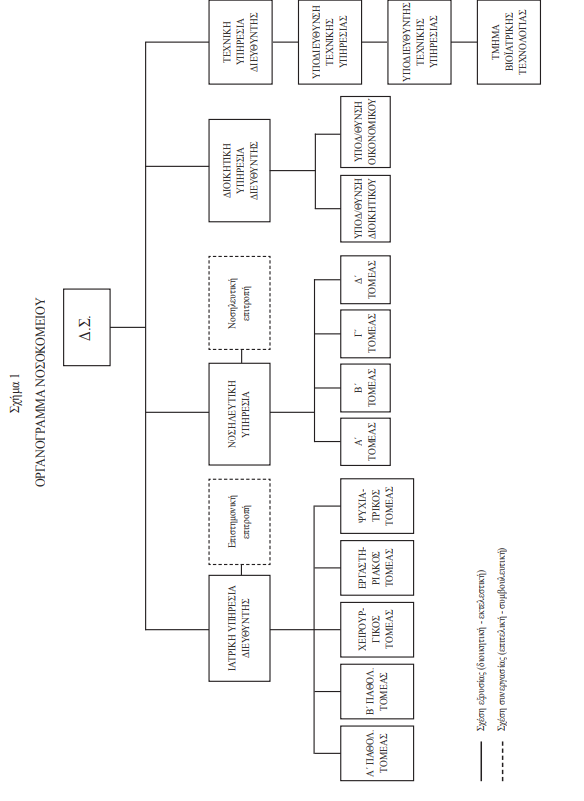 Σχήμα 1
ΟΡΓΑΝΟΓΡΑΜΜΑ ΝΟΣΟΚΟΜΕΙΟΥ
Δ.Σ.
ΙΑΤΡΙΚΗ ΥΠΗΡΕΣΙΑ
ΔΙΕΥΘΥΝΤΗΣ
Επιστημονική
επιτροπή
ΝΟΣΗΛΕΥΤΙΚΗ
ΥΠΗΡΕΣΙΑ
Νοσηλευτική
επιτροπή
ΔΙΟΙΚΗΤΙΚΗ
ΥΠΗΡΕΣΙΑ
ΔΙΕΥΘΥΝΤΗΣ
ΤΕΧΝΙΚΗ
ΥΠΗΡΕΣΙΑ
ΔΙΕΥΘΥΝΤΗΣ
Α΄ ΠΑΘΟΛ.
ΤΟΜΕΑΣ
Β΄ ΠΑΘΟΛ.
ΤΟΜΕΑΣ
ΧΕΙΡΟΥΡ-
ΓΙΚΟΣ
ΤΟΜΕΑΣ
ΕΡΓΑΣΤΗ-
ΡΙΑΚΟΣ
ΤΟΜΕΑΣ
ΨΥΧΙΑ-
ΤΡΙΚΟΣ
ΤΟΜΕΑΣ
Α΄
ΤΟΜΕΑΣ
Β΄
ΤΟΜΕΑΣ
Γ΄
ΤΟΜΕΑΣ
Δ΄
ΤΟΜΕΑΣ
ΥΠΟΔ/ΘΥΝΣΗ
ΔΙΟΙΚΗΤΙΚΟΥ
ΥΠΟΔ/ΘΥΝΣΗ
ΟΙΚΟΝΟΜΙΚΟΥ
ΥΠΟΔΙΕΥΘΥΝΣΗ
ΤΕΧΝΙΚΗΣ
ΥΠΗΡΕΣΙΑΣ
ΥΠΟΔΙΕΥΘΥΝΤΗΣ
ΤΕΧΝΙΚΗΣ
ΥΠΗΡΕΣΙΑΣ
ΤΜΗΜΑ
ΒΙΟΪΑΤΡΙΚΗΣ
ΤΕΧΝΟΛΟΓΙΑΣ
Σχέση εξουσίας (διοικητική - εκτελεστική)
Σχέση συνεργασίας (επιτελική - συμβουλευτική)